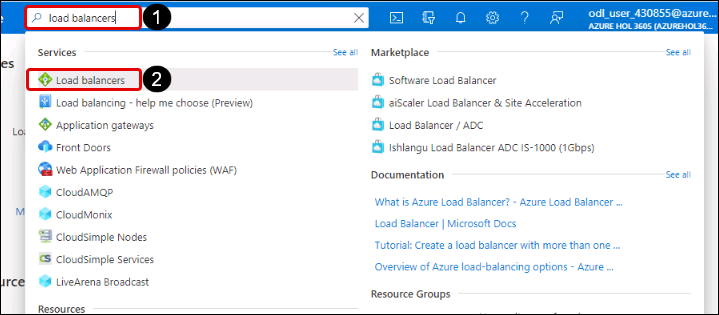 e
load balancers
1
odl_user_430855@azure...
AZURE HOL 3605 (AZUREHOL36...
es
Services
See all
Marketplace
See all
Load balancers
2
Software Load Balancer
Load balancing - help me choose (Preview)
aiScaler Load Balancer & Site Acceleration
Application gateways
Load Balancer / ADC
Loa
Front Doors
Ishlangu Load Balancer ADC IS-1000 (1Gbps)
Web Application Firewall policies (WAF)
Documentation
See all
CloudAMQP
What is Azure Load Balancer? - Azure Load Balancer ...
M
CloudMonix
Load Balancer | Microsoft Docs
CloudSimple Nodes
Tutorial: Create a load balancer with more than one ...
CS
CloudSimple Services
Overview of Azure load-balancing options - Azure ...
ource
LiveArena Broadcast
Resource Groups
Resources